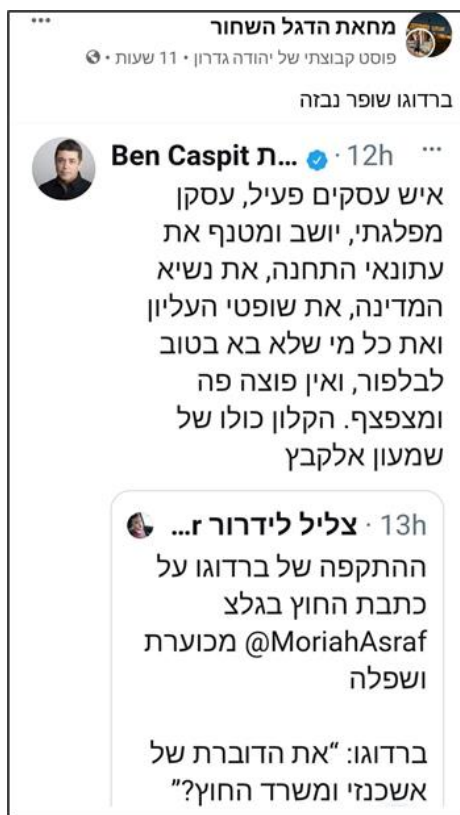 מחאת הדגל השחור
פוסט קבוצתי של יהודה גדרון • 11 שעות •
ברדוגו שופר נבזה
Ben Caspit ת... · 12h
איש עסקים פעיל, עסקן
מפלגתי, יושב ומטנף את
עתונאי התחנה, את נשיא
המדינה, את שופטי העליון
ואת כל מי שלא בא בטוב
לבלפור, ואין פוצה פה
ומצפצף. הקלון כולו של
שמעון אלקבץ
צליל לידרור r... · 13h
ההתקפה של ברדוגו על
כתבת החוץ בגלצ
@MoriahAsraf מכוערת
ושפלה
ברדוגו: "את הדוברת של
אשכנזי ומשרד החוץ?"